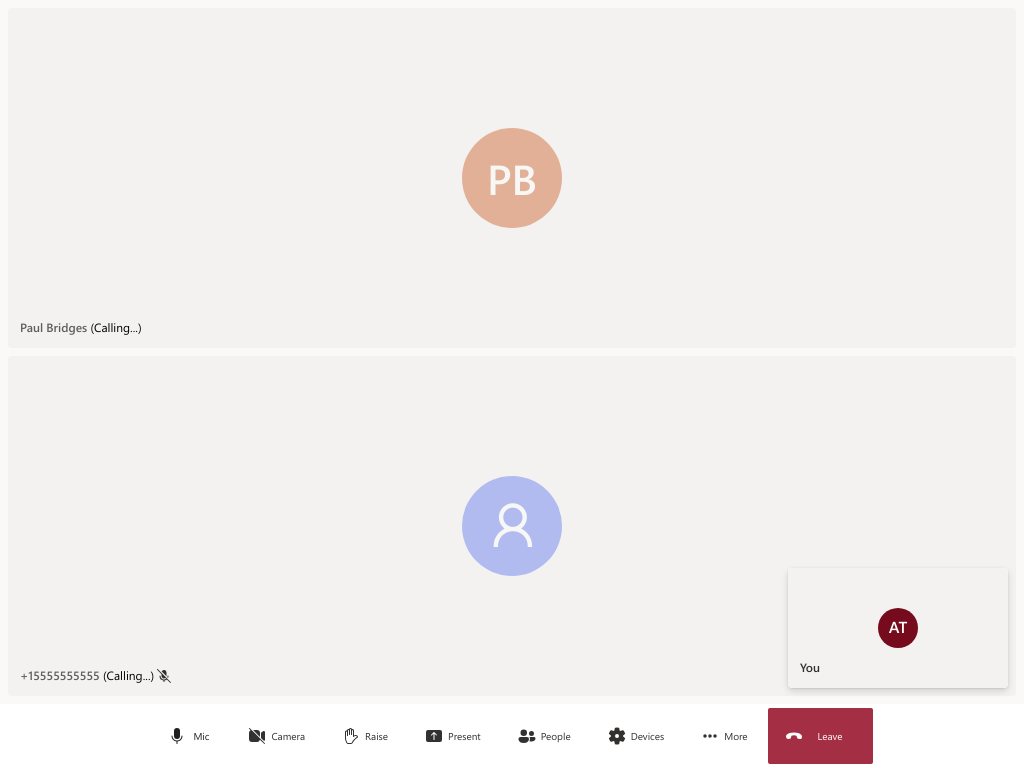 PB
Paul Bridges (Calling...)
+15555555555 (Calling...)
AT
You
Mic Camera Raise Present People Devices More Leave